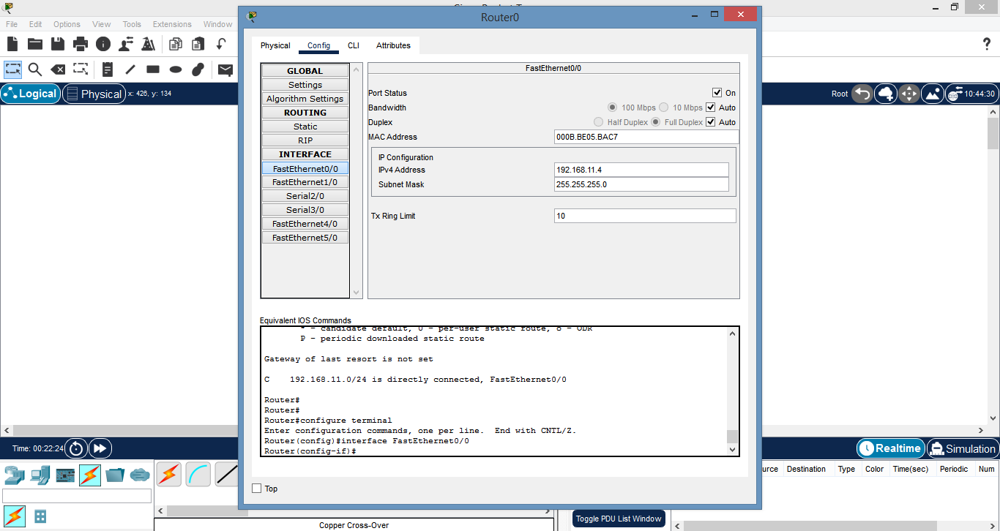 Router0
File Edit Options View Tools Extensions Window
Physical Config CLI Attributes
GLOBAL
Settings
Algorithm Settings
ROUTING
Static
RIP
INTERFACE
FastEthernet0/0
FastEthernet1/0
Serial2/0
Serial3/0
FastEthernet4/0
FastEthernet5/0
FastEthernet0/0
Port Status On
Bandwidth 100 Mbps 10 Mbps Auto
Duplex Half Duplex Full Duplex Auto
MAC Address 000B.BE05.BAC7
IP Configuration
IPv4 Address 192.168.11.4
Subnet Mask 255.255.255.0
Tx Ring Limit 10
Logical Physical x: 426, y: 134
Root 10:44:30
Equivalent IOS Commands
* - candidate default, U - per-user static route, o - ODR
P - periodic downloaded static route
Gateway of last resort is not set
C 192.168.11.0/24 is directly connected, FastEthernet0/0
Router#
Router#
Router#configure terminal
Enter configuration commands, one per line. End with CNTL/Z.
Router(config)#interface FastEthernet0/0
Router(config-if)#
Top
Time: 00:22:24
Realtime Simulation
Destination Type Color Time(sec) Periodic Num
Toggle PDU List Window
Copper Cross-Over